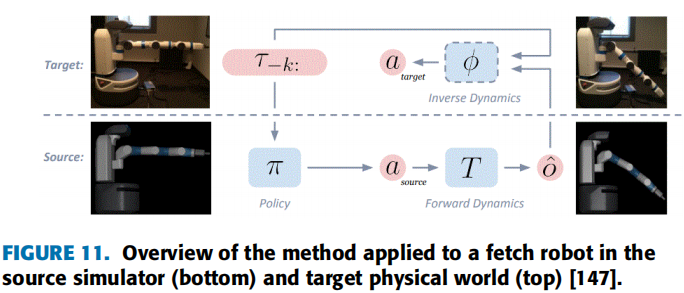 Target:
τ₋ₖ:
a target
ϕ
Inverse Dynamics
Source:
π
a source
T
ô
Policy
Forward Dynamics
FIGURE 11. Overview of the method applied to a fetch robot in the
source simulator (bottom) and target physical world (top) [147].